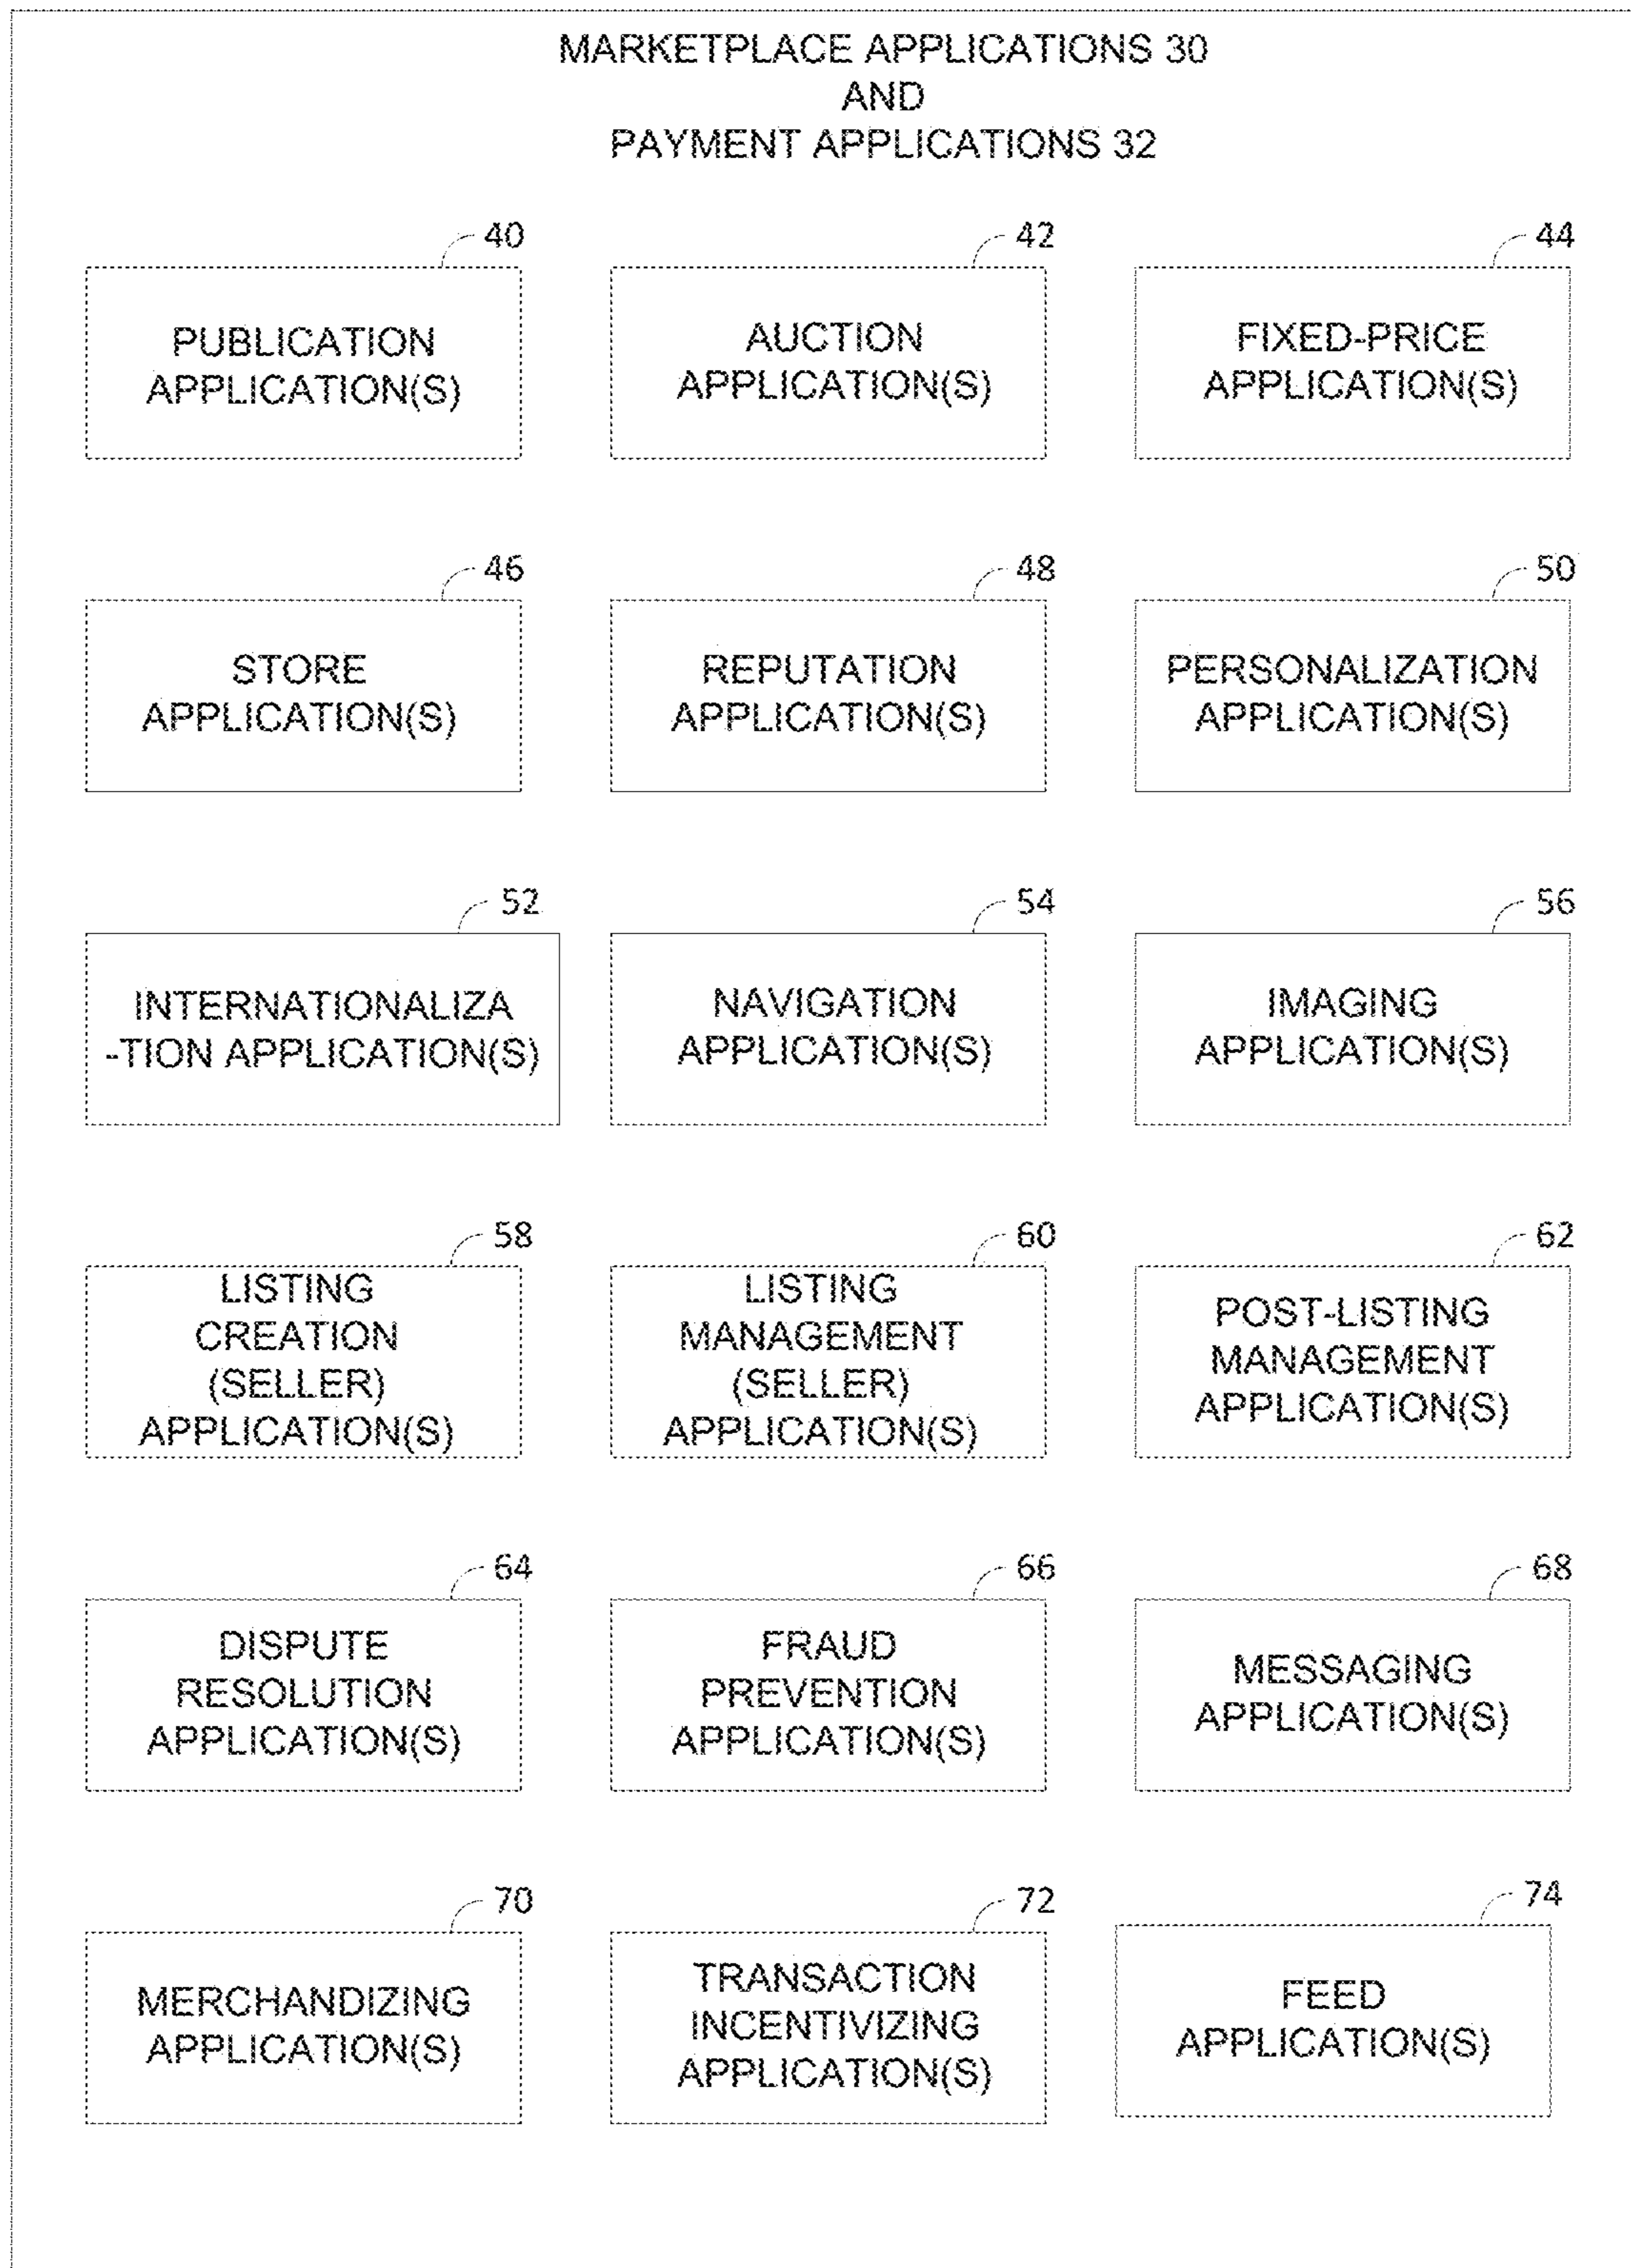 MARKETPLACE APPLICATIONS 30
AND
PAYMENT APPLICATIONS 32
40
PUBLICATION
APPLICATION(S)
42
AUCTION
APPLICATION(S)
44
FIXED-PRICE
APPLICATION(S)
46
STORE
APPLICATION(S)
48
REPUTATION
APPLICATION(S)
50
PERSONALIZATION
APPLICATION(S)
52
INTERNATIONALIZA
-TION APPLICATION(S)
54
NAVIGATION
APPLICATION(S)
56
IMAGING
APPLICATION(S)
58
LISTING
CREATION
(SELLER)
APPLICATION(S)
60
LISTING
MANAGEMENT
(SELLER)
APPLICATION(S)
62
POST-LISTING
MANAGEMENT
APPLICATION(S)
64
DISPUTE
RESOLUTION
APPLICATION(S)
66
FRAUD
PREVENTION
APPLICATION(S)
68
MESSAGING
APPLICATION(S)
70
MERCHANDIZING
APPLICATION(S)
72
TRANSACTION
INCENTIVIZING
APPLICATION(S)
74
FEED
APPLICATION(S)